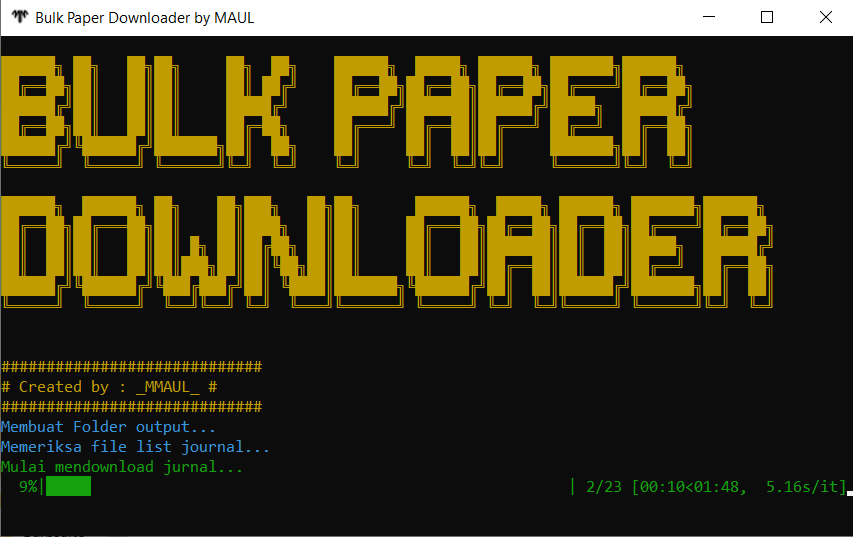 Bulk Paper Downloader by MAUL
BULK PAPER
DOWNLOADER
#############################
# Created by : _MMAUL_ #
#############################
Membuat Folder output...
Memeriksa file list journal...
Mulai mendownload jurnal...
9%| | 2/23 [00:10<01:48, 5.16s/it]